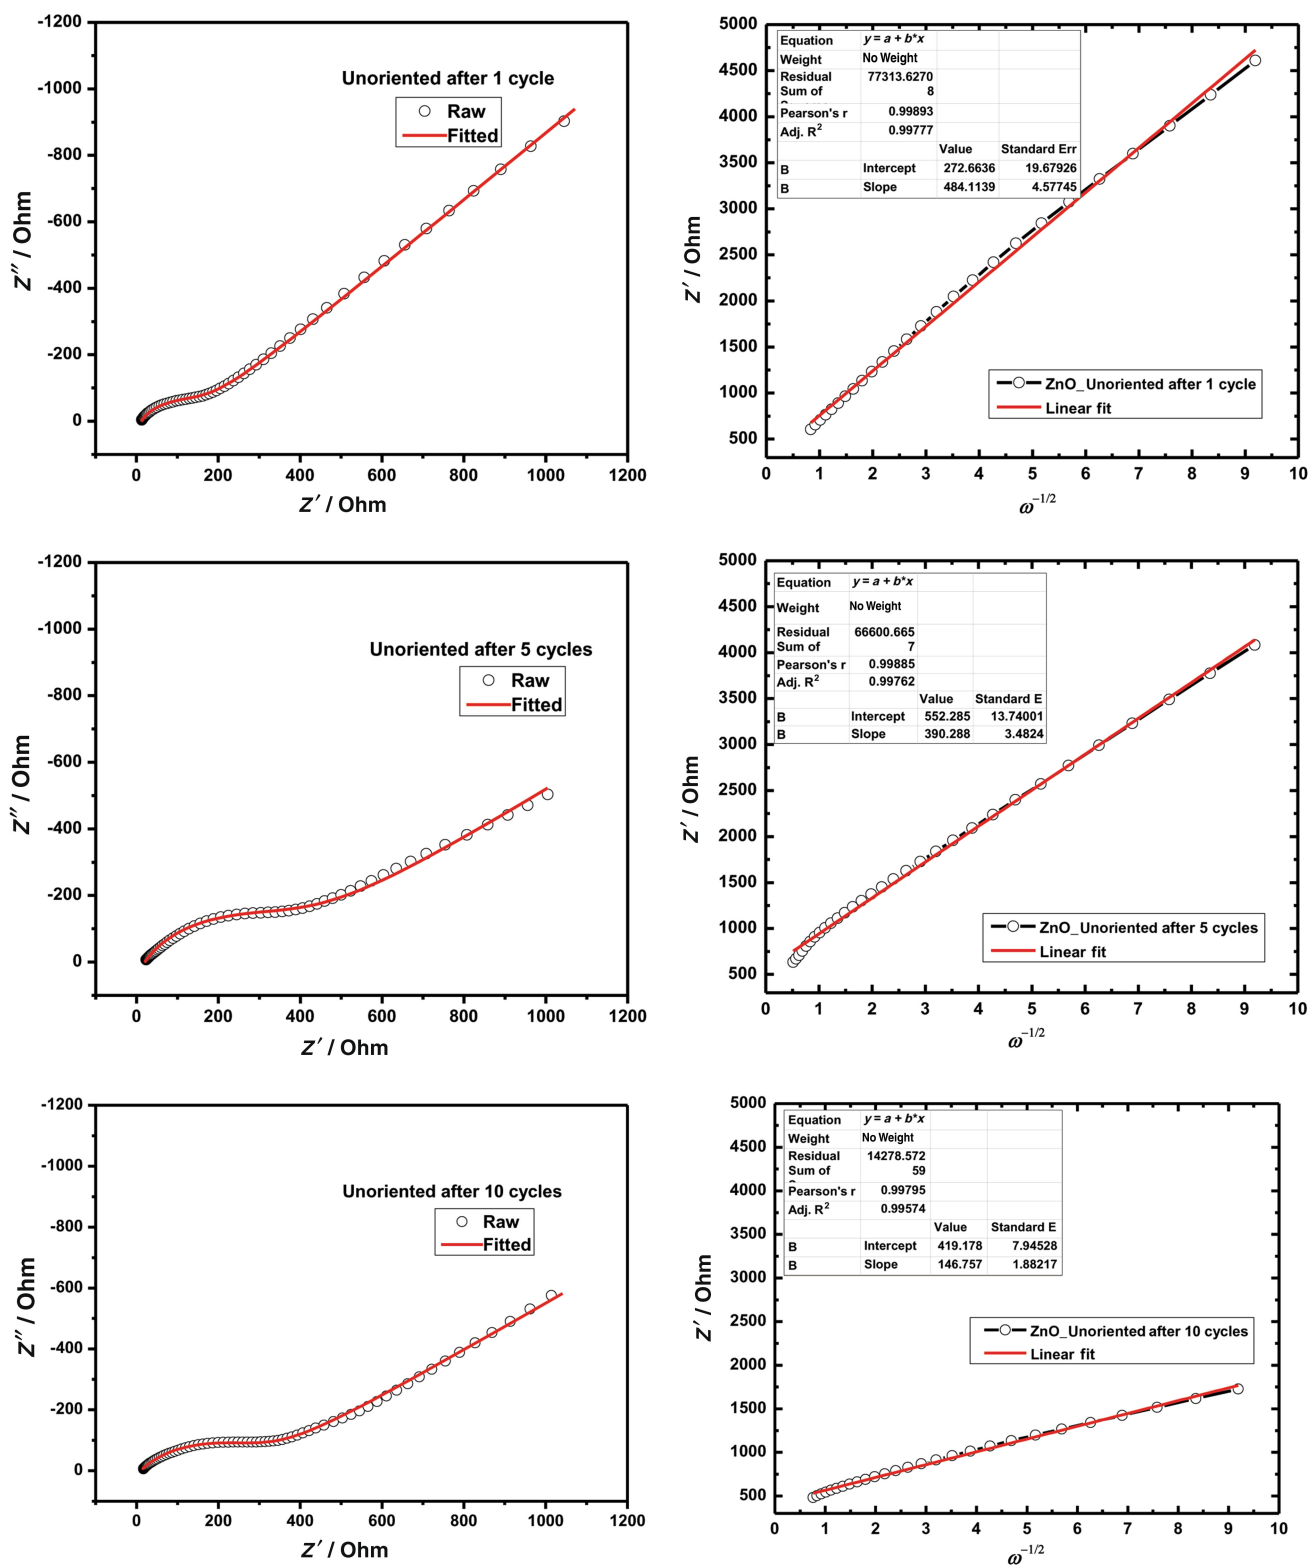 -1200
-1000
-800
-600
-400
-200
0
Z″ / Ohm
Unoriented after 1 cycle
Raw
Fitted
0 200 400 600 800 1000 1200
Z′ / Ohm
5000
4500
4000
3500
3000
2500
2000
1500
1000
500
Z′ / Ohm
Equation y = a + b*x
Weight No Weight
Residual 77313.6270
Sum of 8
Pearson's r 0.99893
Adj. R² 0.99777
Value Standard Err
B Intercept 272.6636 19.67926
B Slope 484.1139 4.57745
ZnO_Unoriented after 1 cycle
Linear fit
0 1 2 3 4 5 6 7 8 9 10
ω−1/2
-1200
-1000
-800
-600
-400
-200
0
Z″ / Ohm
Unoriented after 5 cycles
Raw
Fitted
0 200 400 600 800 1000 1200
Z′ / Ohm
5000
4500
4000
3500
3000
2500
2000
1500
1000
500
Z′ / Ohm
Equation y = a + b*x
Weight No Weight
Residual 66600.665
Sum of 7
Pearson's r 0.99885
Adj. R² 0.99762
Value Standard E
B Intercept 552.285 13.74001
B Slope 390.288 3.4824
ZnO_Unoriented after 5 cycles
Linear fit
0 1 2 3 4 5 6 7 8 9 10
ω−1/2
-1200
-1000
-800
-600
-400
-200
0
Z″ / Ohm
Unoriented after 10 cycles
Raw
Fitted
0 200 400 600 800 1000 1200
Z′ / Ohm
5000
4500
4000
3500
3000
2500
2000
1500
1000
500
Z′ / Ohm
Equation y = a + b*x
Weight No Weight
Residual 14278.572
Sum of 59
Pearson's r 0.99795
Adj. R² 0.99574
Value Standard E
B Intercept 419.178 7.94528
B Slope 146.757 1.88217
ZnO_Unoriented after 10 cycles
Linear fit
0 1 2 3 4 5 6 7 8 9 10
ω−1/2